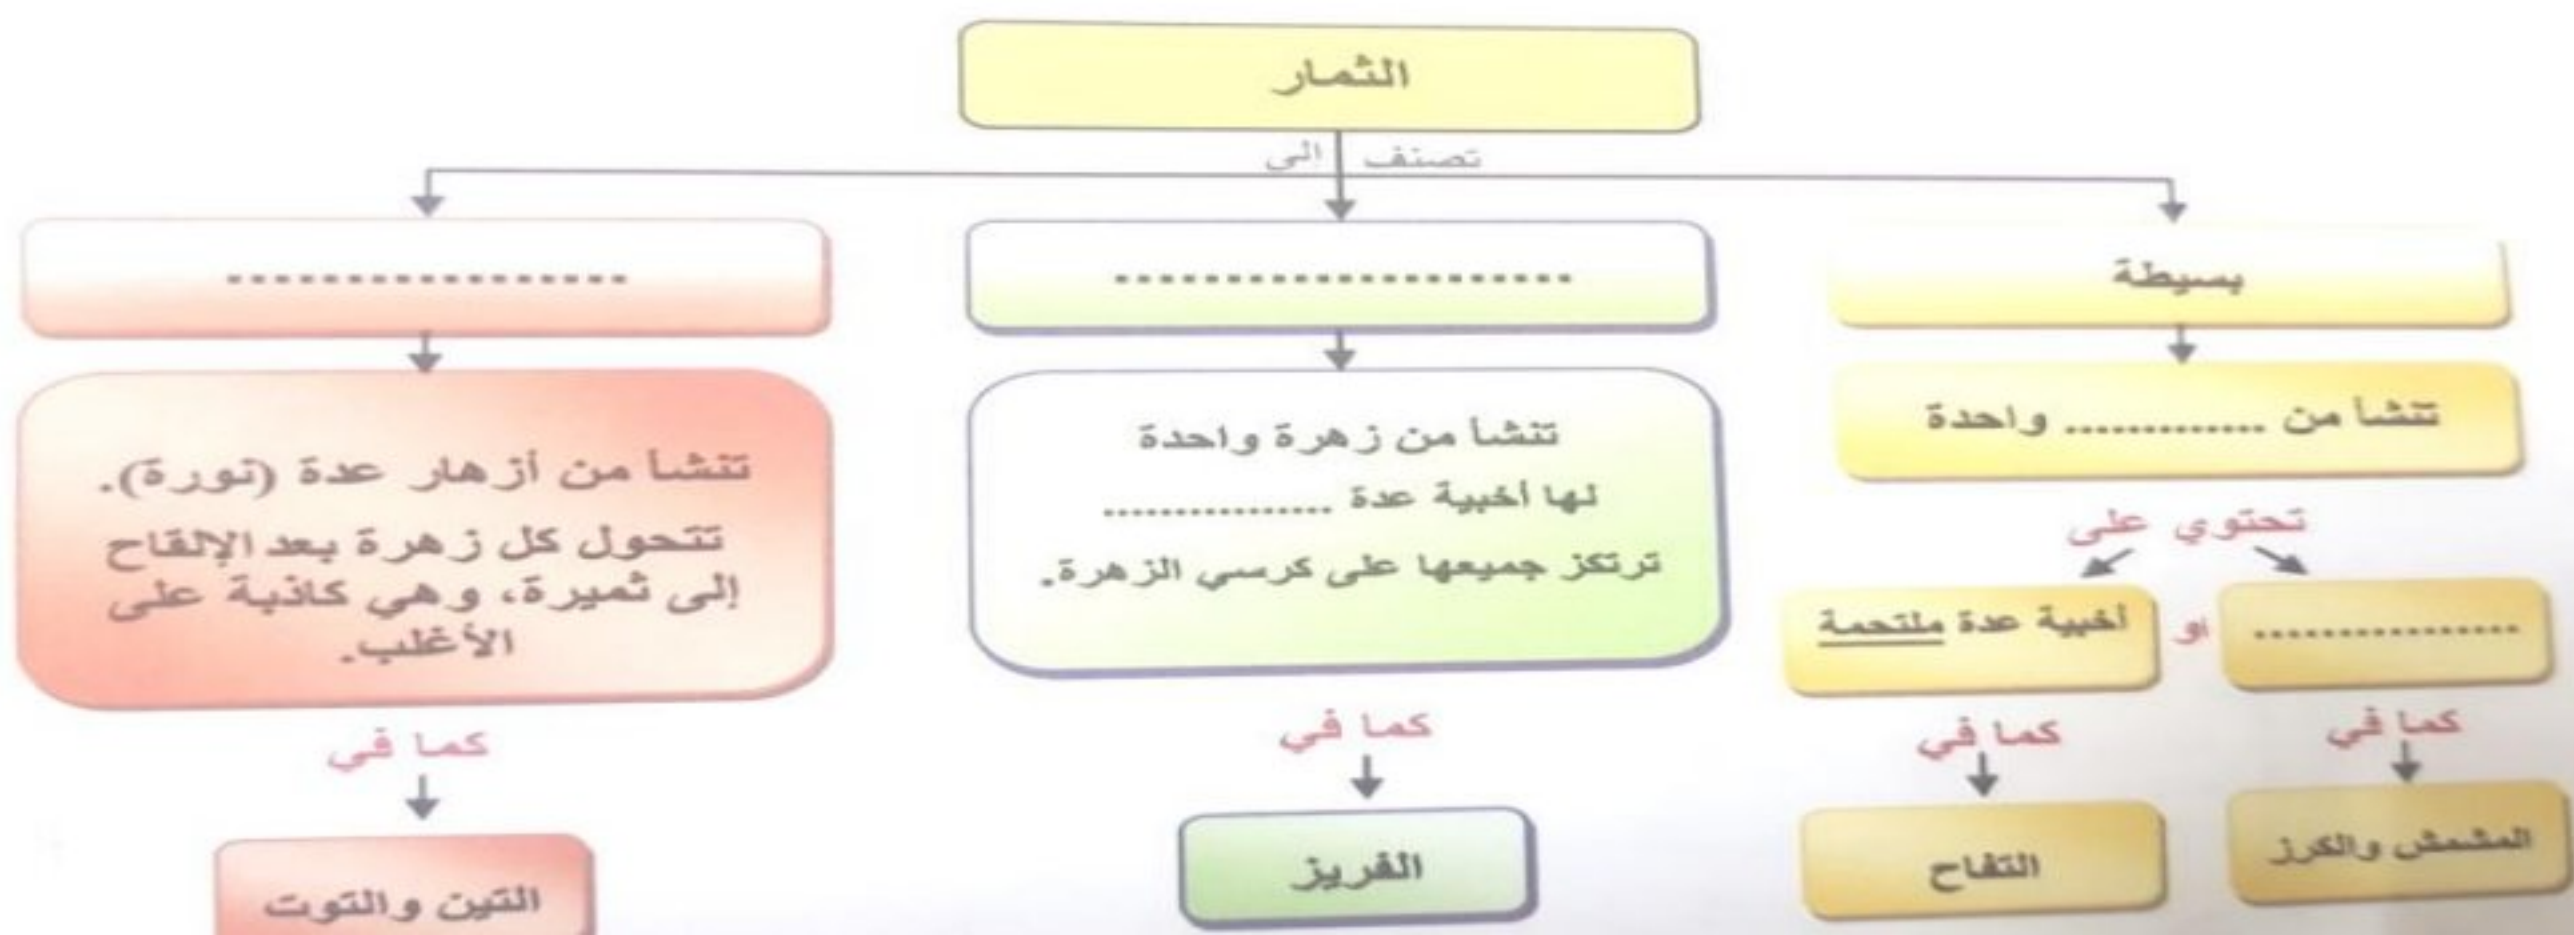 الثمار
تصنف الى
بسيطة
.....................
..................
تنشأ من ............. واحدة
تحتوي على
................
أو
أخبية عدة ملتحمة
كما في
كما في
المشمش والكرز
التفاح
تنشأ من زهرة واحدة
لها أخبية عدة ................
ترتكز جميعها على كرسي الزهرة.
كما في
الفريز
تنشأ من أزهار عدة (نورة).
تتحول كل زهرة بعد الإلقاح
إلى ثميرة، وهي كاذبة على
الأغلب.
كما في
التين والتوت